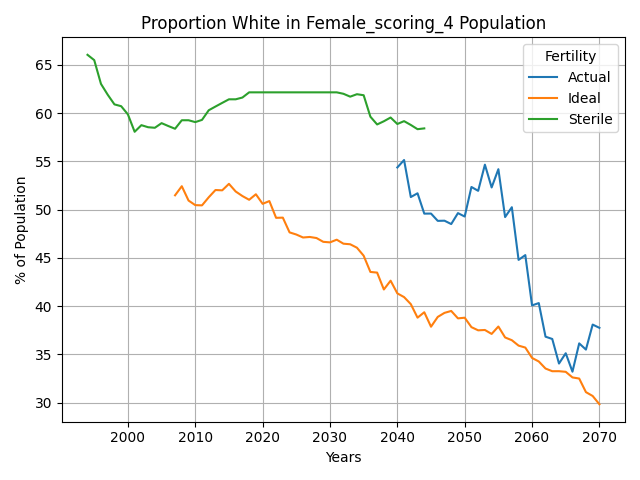 Proportion White in Female_scoring_4 Population
% of Population
65
60
55
50
45
40
35
30
Fertility
Actual
Ideal
Sterile
2000 2010 2020 2030 2040 2050 2060 2070
Years